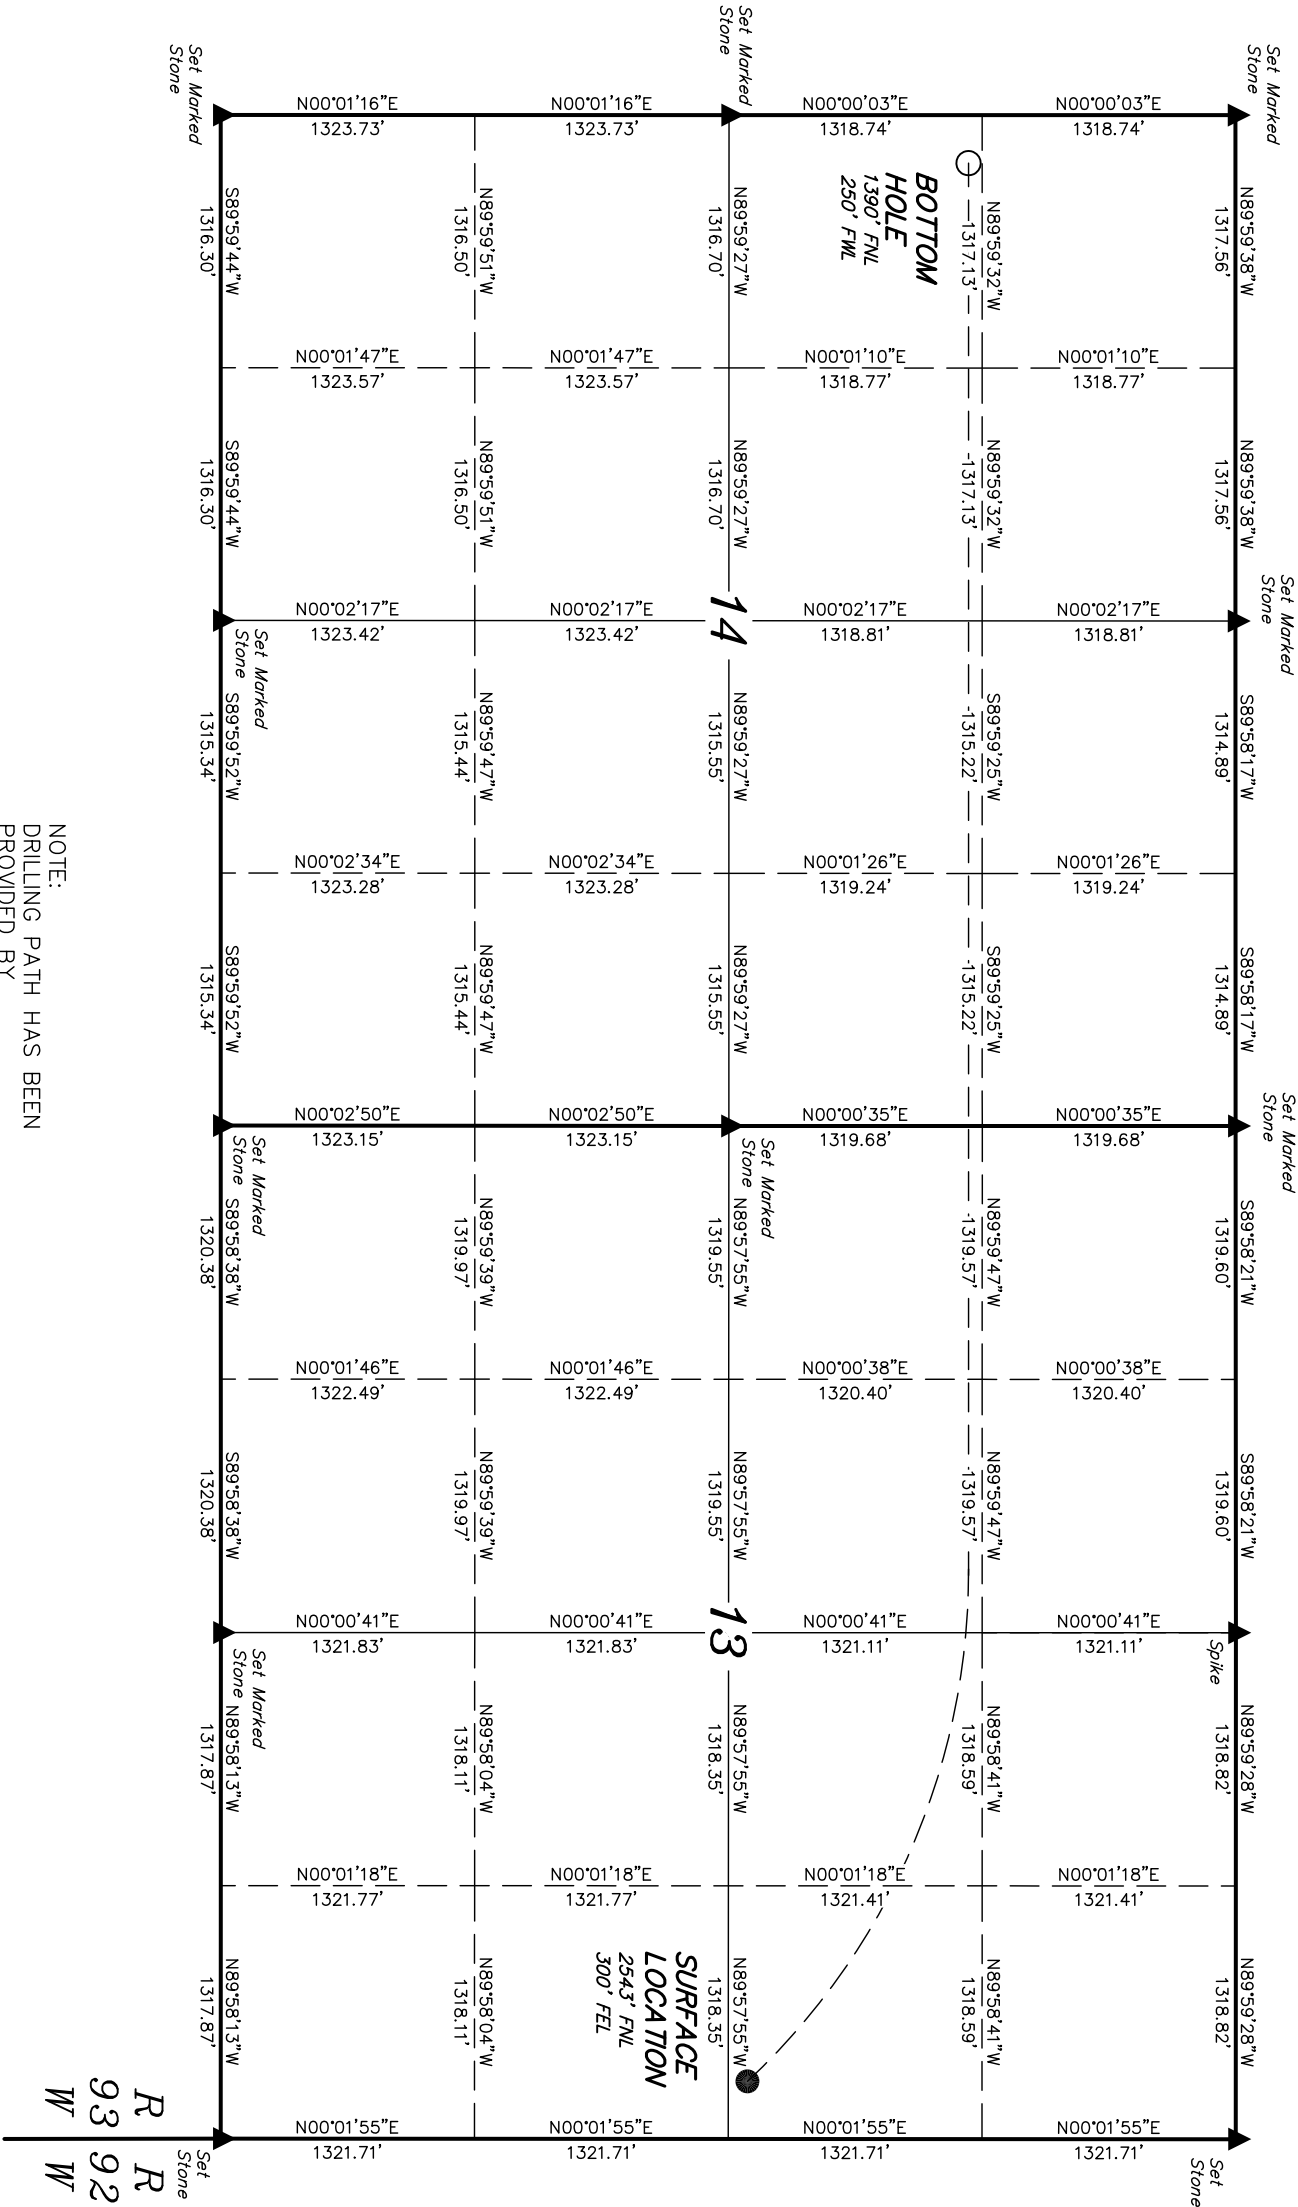 Set Marked
Stone
Set Marked
Stone
Set Marked
Stone
Spike
Set
Stone
N89°59'38"W
1317.56'
N89°59'38"W
1317.56'
S89°58'17"W
1314.89'
S89°58'17"W
1314.89'
S89°58'21"W
1319.60'
S89°58'21"W
1319.60'
N89°59'28"W
1318.82'
N89°59'28"W
1318.82'
N00°00'03"E
1318.74'
N00°01'10"E
1318.77'
N00°02'17"E
1318.81'
N00°01'26"E
1319.24'
N00°00'35"E
1319.68'
N00°00'38"E
1320.40'
N00°00'41"E
1321.11'
N00°01'18"E
1321.41'
N00°01'55"E
1321.71'
N89°59'32"W
1317.13'
N89°59'32"W
1317.13'
S89°59'25"W
1315.22'
S89°59'25"W
1315.22'
N89°59'47"W
1319.57'
N89°59'47"W
1319.57'
N89°58'41"W
1318.59'
N89°58'41"W
1318.59'
BOTTOM
HOLE
1390' FNL
250' FWL
N00°00'03"E
1318.74'
N00°01'10"E
1318.77'
N00°02'17"E
1318.81'
N00°01'26"E
1319.24'
N00°00'35"E
1319.68'
N00°00'38"E
1320.40'
N00°00'41"E
1321.11'
N00°01'18"E
1321.41'
N00°01'55"E
1321.71'
Set Marked
Stone
N89°59'27"W
1316.70'
N89°59'27"W
1316.70'
14
N89°59'27"W
1315.55'
N89°59'27"W
1315.55'
Set Marked
Stone
N89°57'55"W
1319.55'
N89°57'55"W
1319.55'
13
N89°57'55"W
1318.35'
N89°57'55"W
1318.35'
SURFACE
LOCATION
2543' FNL
300' FEL
N00°01'16"E
1323.73'
N00°01'47"E
1323.57'
N00°02'17"E
1323.42'
N00°02'34"E
1323.28'
N00°02'50"E
1323.15'
N00°01'46"E
1322.49'
N00°00'41"E
1321.83'
N00°01'18"E
1321.77'
N00°01'55"E
1321.71'
N89°59'51"W
1316.50'
N89°59'51"W
1316.50'
N89°59'47"W
1315.44'
N89°59'47"W
1315.44'
N89°59'39"W
1319.97'
N89°59'39"W
1319.97'
N89°58'04"W
1318.11'
N89°58'04"W
1318.11'
N00°01'16"E
1323.73'
N00°01'47"E
1323.57'
N00°02'17"E
1323.42'
N00°02'34"E
1323.28'
N00°02'50"E
1323.15'
N00°01'46"E
1322.49'
N00°00'41"E
1321.83'
N00°01'18"E
1321.77'
N00°01'55"E
1321.71'
Set Marked
Stone
S89°59'44"W
1316.30'
S89°59'44"W
1316.30'
Set Marked
Stone
S89°59'52"W
1315.34'
S89°59'52"W
1315.34'
Set Marked
Stone
S89°58'38"W
1320.38'
S89°58'38"W
1320.38'
Set Marked
Stone
N89°58'13"W
1317.87'
N89°58'13"W
1317.87'
Set
Stone
R
93
W
R
92
W
NOTE:
DRILLING PATH HAS BEEN
PROVIDED BY